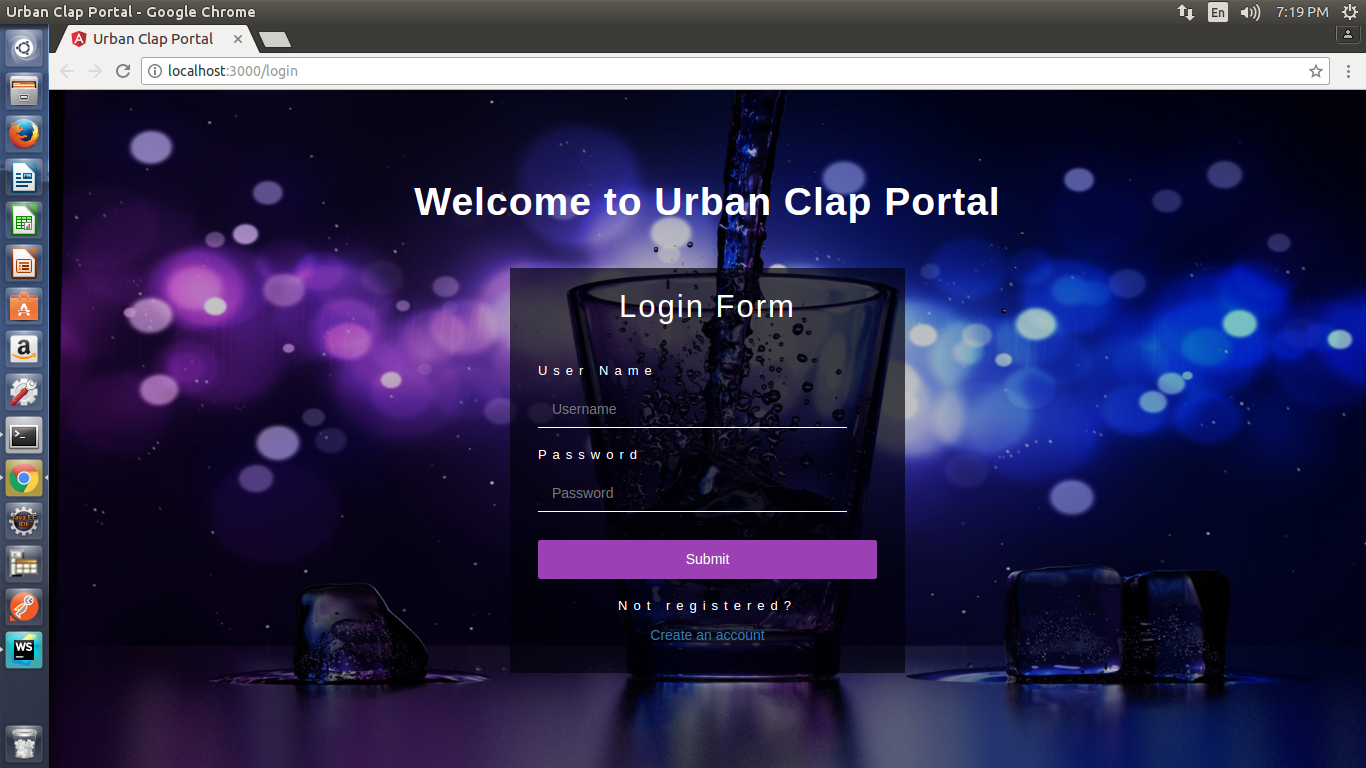 Urban Clap Portal - Google Chrome
En
7:19 PM
Urban Clap Portal
localhost:3000/login
Welcome to Urban Clap Portal
Login Form
User Name
Username
Password
Password
Submit
Not registered?
Create an account
WS